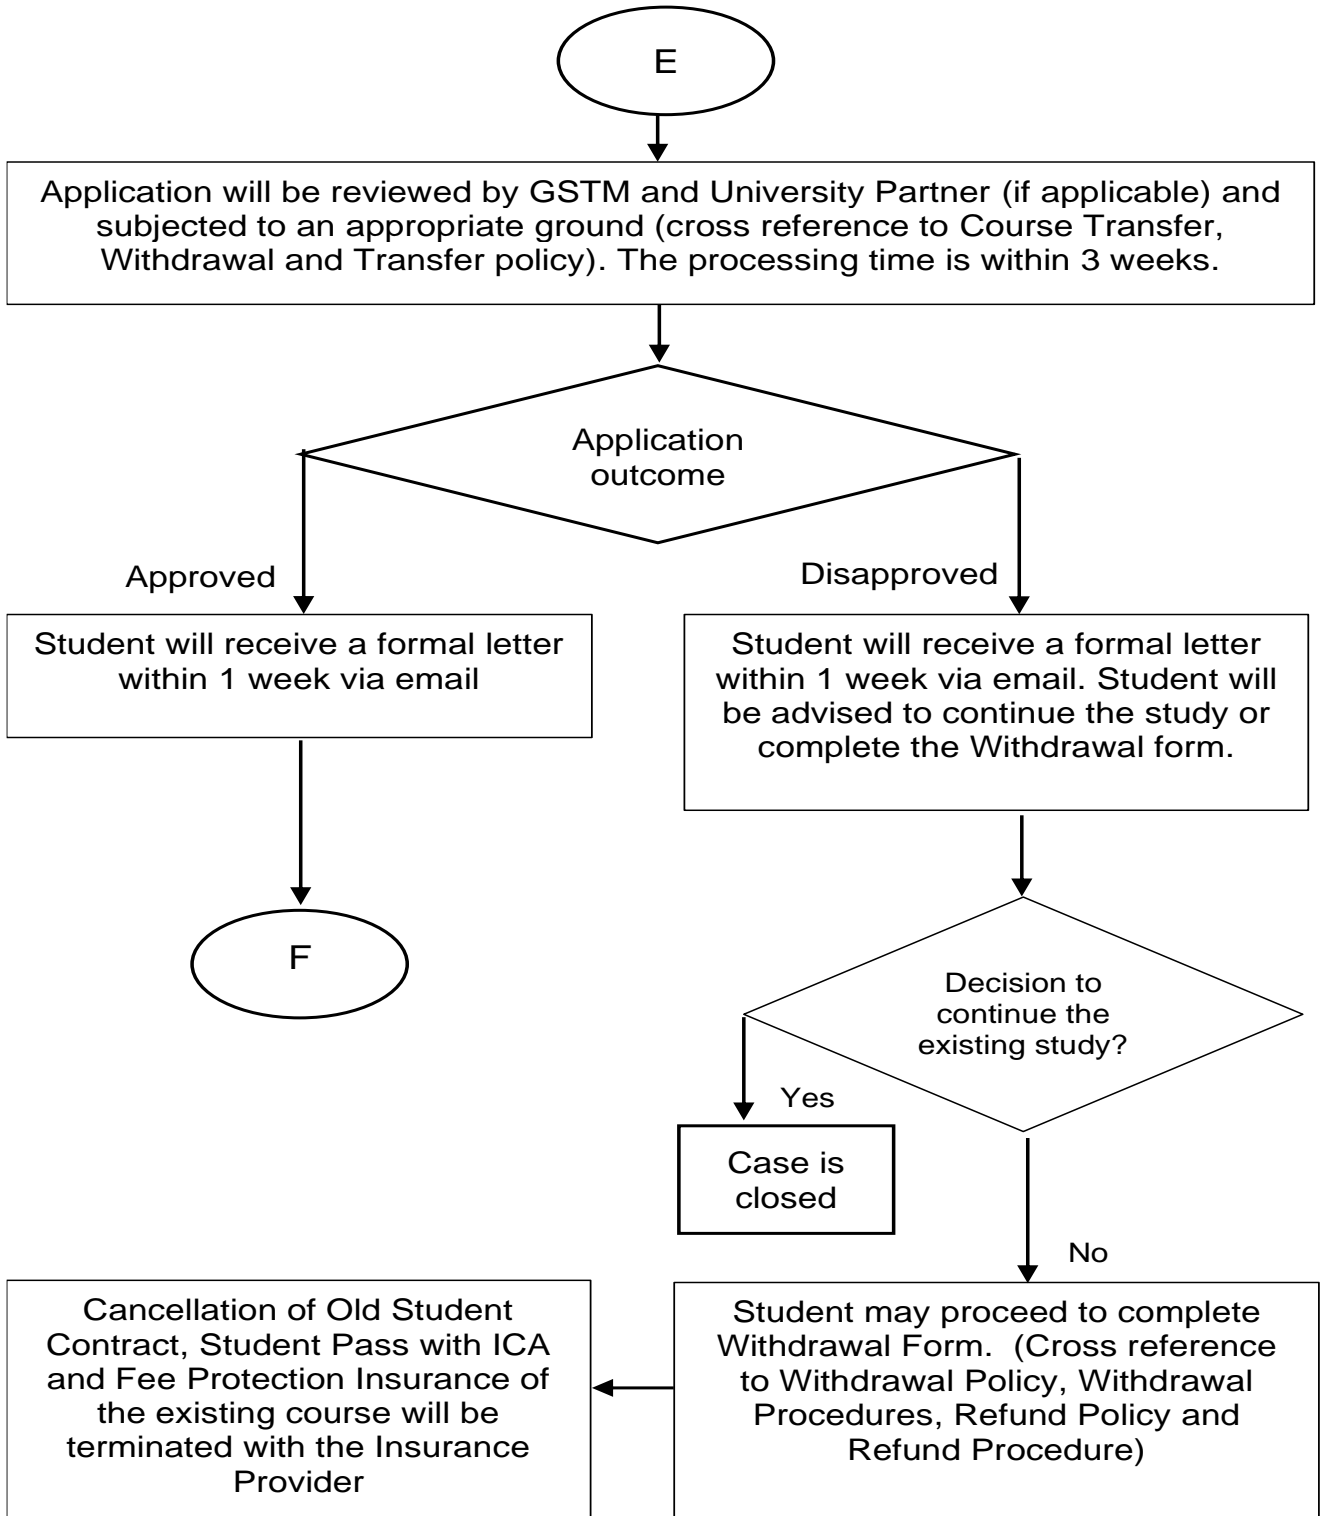 E
Application will be reviewed by GSTM and University Partner (if applicable) and
subjected to an appropriate ground (cross reference to Course Transfer,
Withdrawal and Transfer policy). The processing time is within 3 weeks.
Application
outcome
Approved
Disapproved
Student will receive a formal letter
within 1 week via email
Student will receive a formal letter
within 1 week via email. Student will
be advised to continue the study or
complete the Withdrawal form.
F
Decision to
continue the
existing study?
Yes
Case is
closed
No
Student may proceed to complete
Withdrawal Form.  (Cross reference
to Withdrawal Policy, Withdrawal
Procedures, Refund Policy and
Refund Procedure)
Cancellation of Old Student
Contract, Student Pass with ICA
and Fee Protection Insurance of
the existing course will be
terminated with the Insurance
Provider